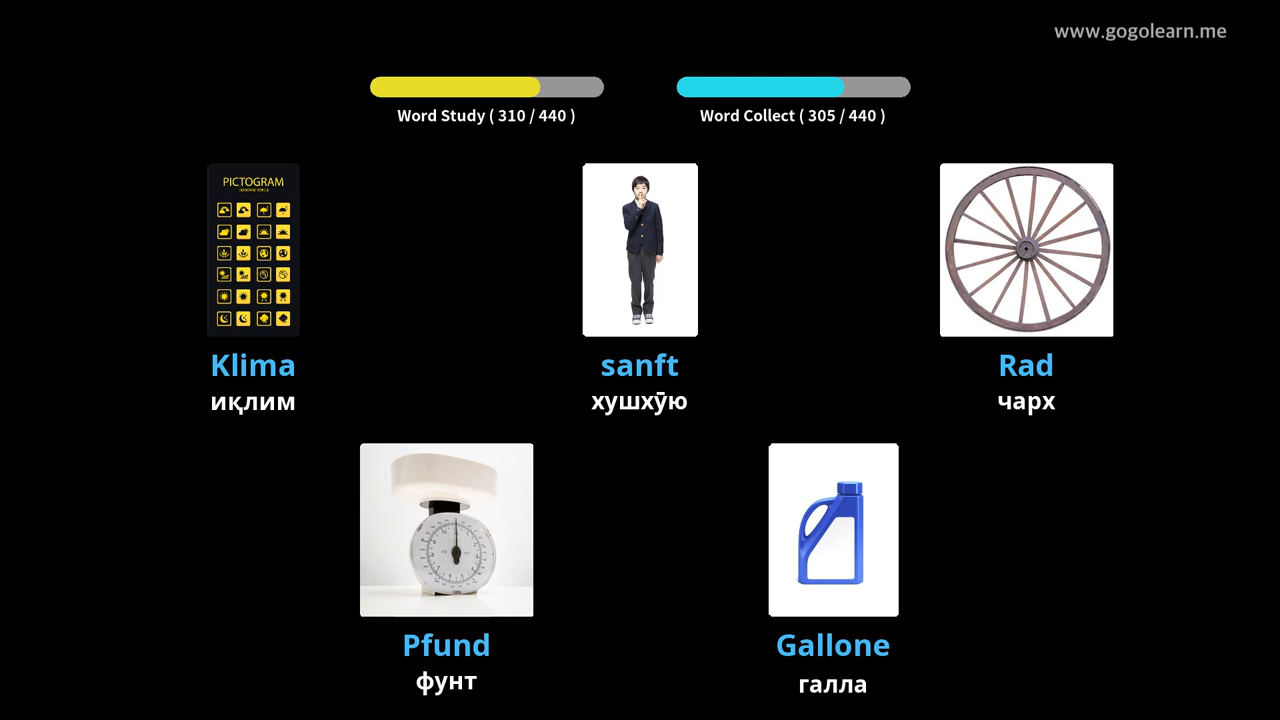 www.gogolearn.me
Word Study ( 310 / 440 )
Word Collect ( 305 / 440 )
PICTOGRAM
Klima
иқлим
sanft
хушхӯю
Rad
чарх
Pfund
фунт
Gallone
галла